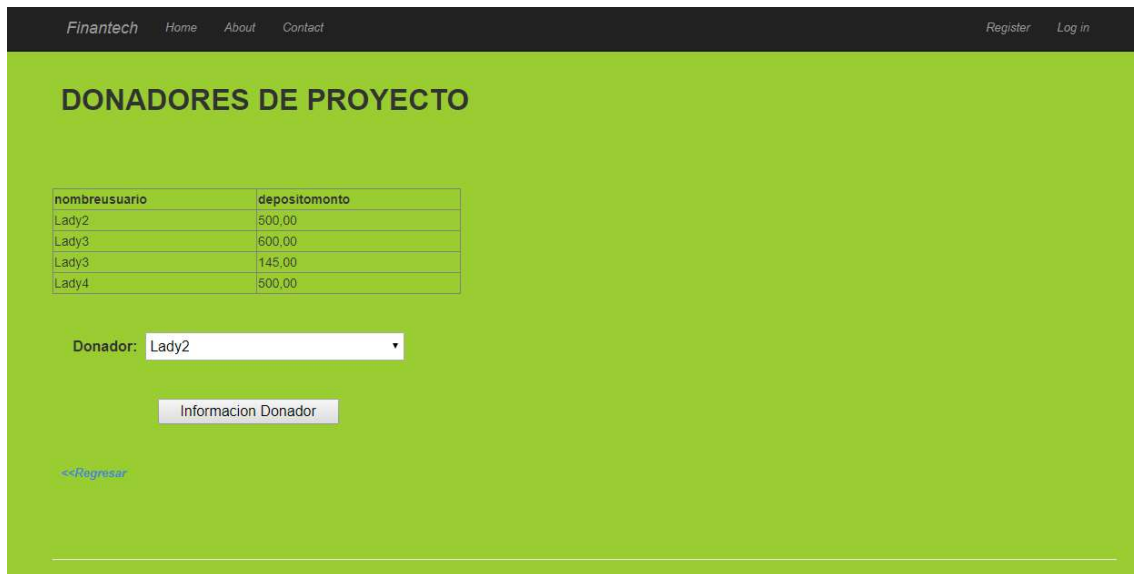 Finantech Home About Contact Register Log in
DONADORES DE PROYECTO
nombreusuario depositomonto
Lady2 500,00
Lady3 600,00
Lady3 145,00
Lady4 500,00
Donador: Lady2
Informacion Donador
<<Regresar